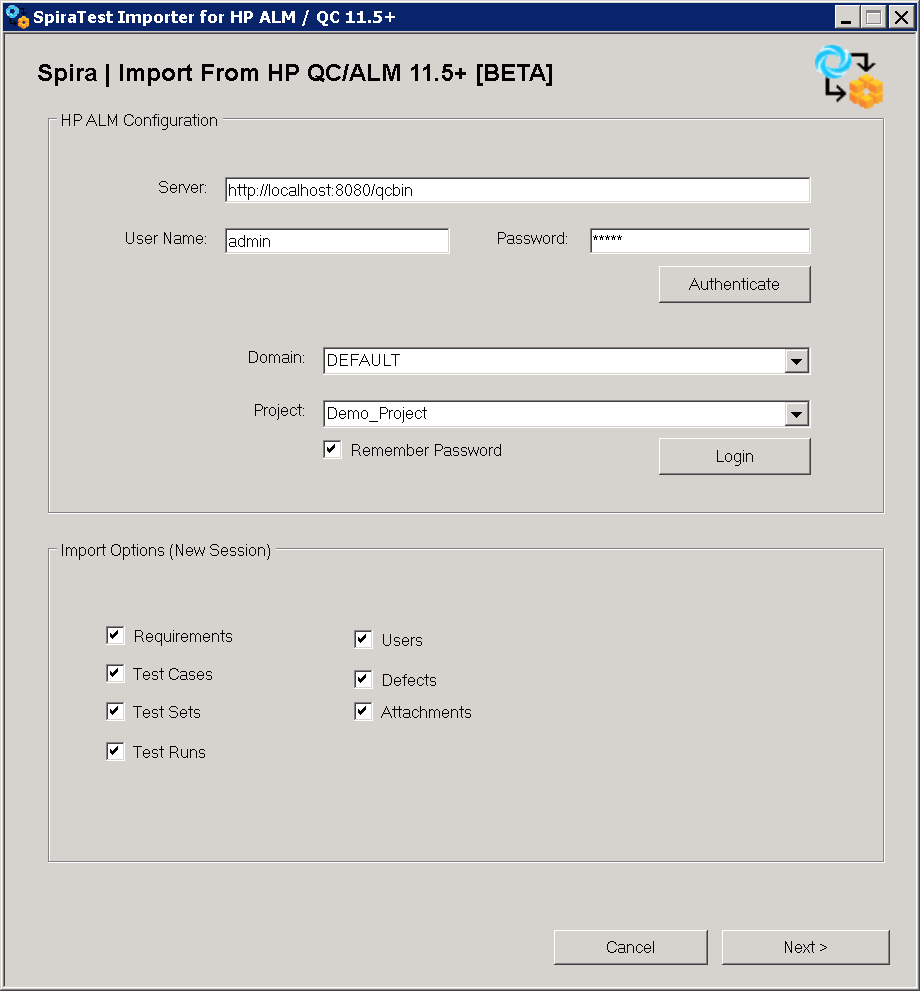 SpiraTest Importer for HP ALM / QC 11.5+
Spira | Import From HP QC/ALM 11.5+ [BETA]
HP ALM Configuration
Server: http://localhost:8080/qcbin
User Name: admin Password: *****
Authenticate
Domain: DEFAULT
Project: Demo_Project
Remember Password Login
Import Options (New Session)
Requirements Users
Test Cases Defects
Test Sets Attachments
Test Runs
Cancel Next >